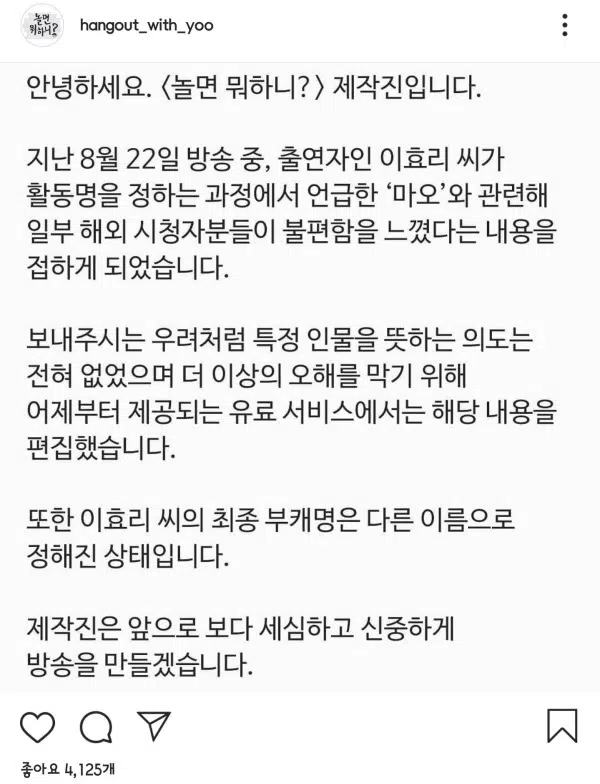 놀면
뭐하니?
hangout_with_yoo
안녕하세요. <놀면 뭐하니?> 제작진입니다.
지난 8월 22일 방송 중, 출연자인 이효리 씨가
활동명을 정하는 과정에서 언급한 ‘마오’와 관련해
일부 해외 시청자분들이 불편함을 느꼈다는 내용을
접하게 되었습니다.
보내주시는 우려처럼 특정 인물을 뜻하는 의도는
전혀 없었으며 더 이상의 오해를 막기 위해
어제부터 제공되는 유료 서비스에서는 해당 내용을
편집했습니다.
또한 이효리 씨의 최종 부캐명은 다른 이름으로
정해진 상태입니다.
제작진은 앞으로 보다 세심하고 신중하게
방송을 만들겠습니다.
좋아요 4,125개